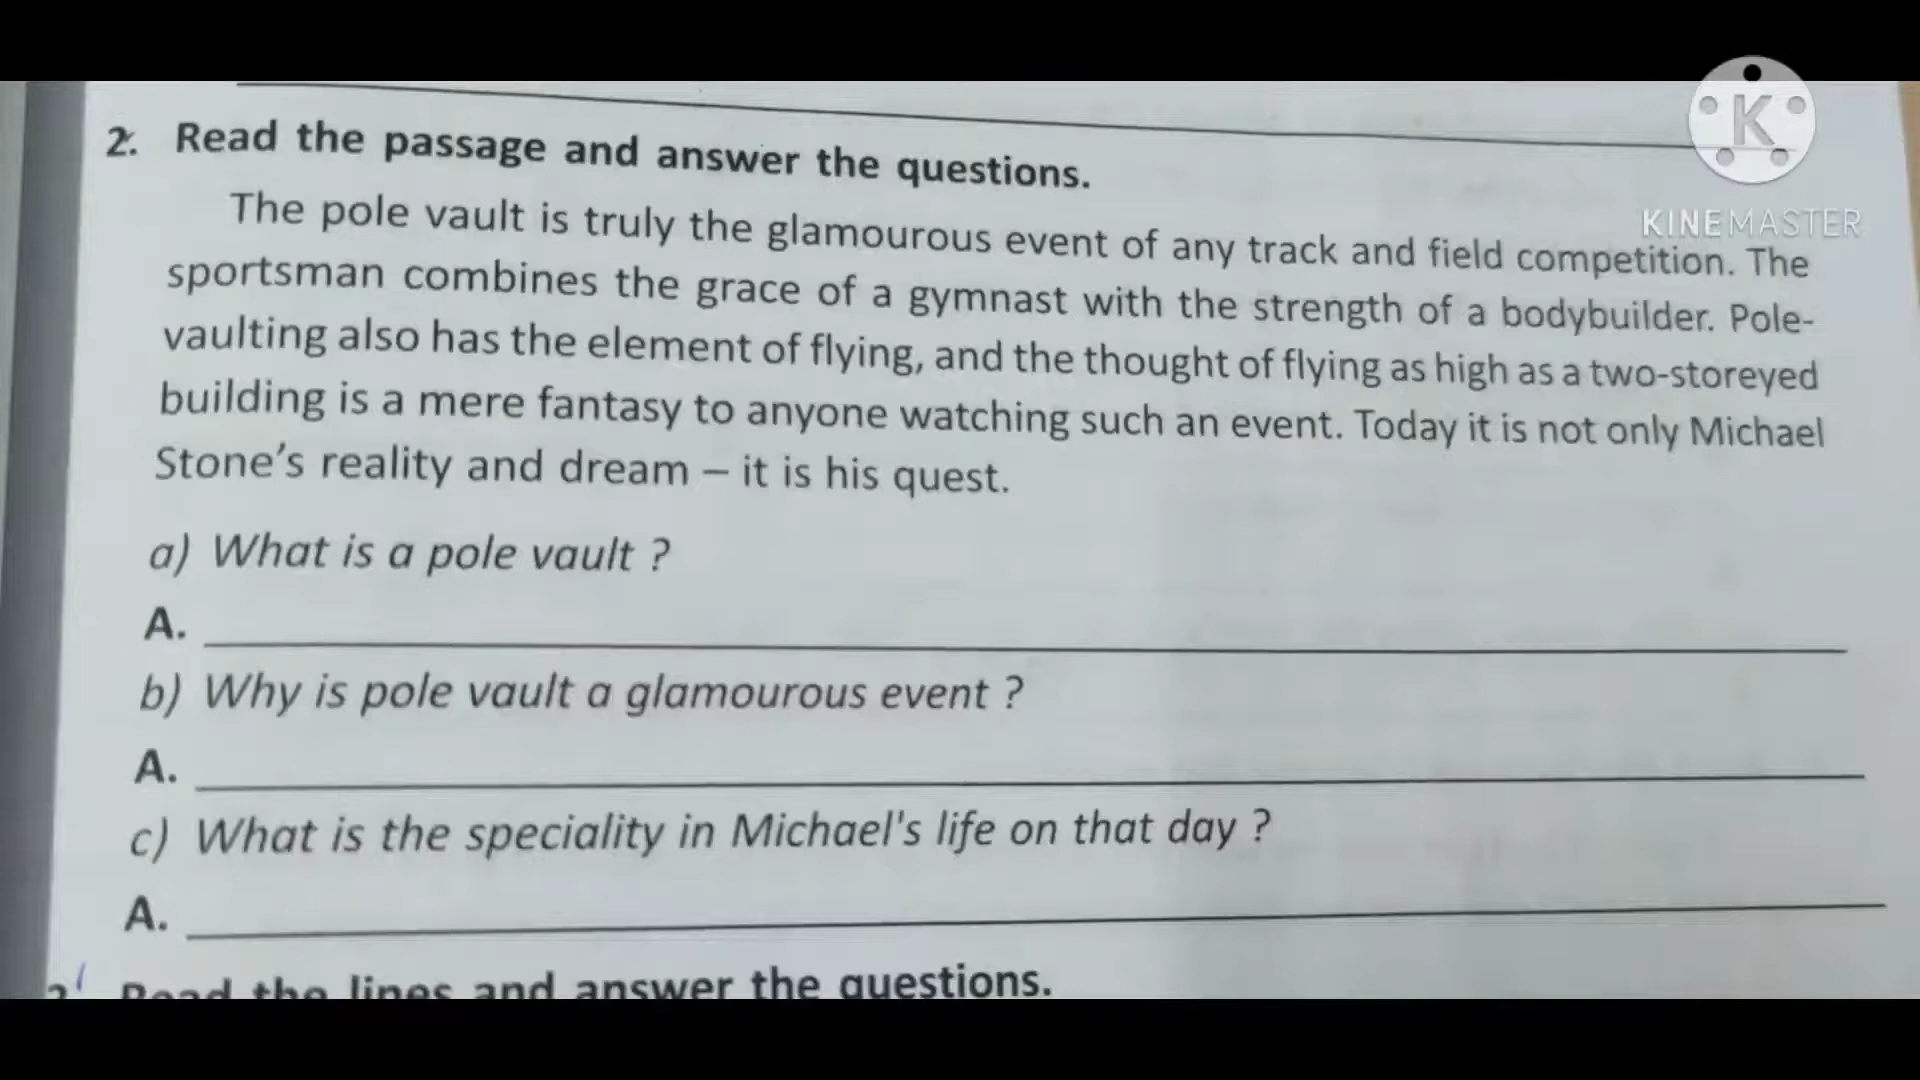 K
KINEMASTER
2. Read the passage and answer the questions.
The pole vault is truly the glamourous event of any track and field competition. The
sportsman combines the grace of a gymnast with the strength of a bodybuilder. Pole-
vaulting also has the element of flying, and the thought of flying as high as a two-storeyed
building is a mere fantasy to anyone watching such an event. Today it is not only Michael
Stone's reality and dream – it is his quest.
a) What is a pole vault ?
A.
b) Why is pole vault a glamourous event ?
A.
c) What is the speciality in Michael's life on that day ?
A.
Read the lines and answer the questions.